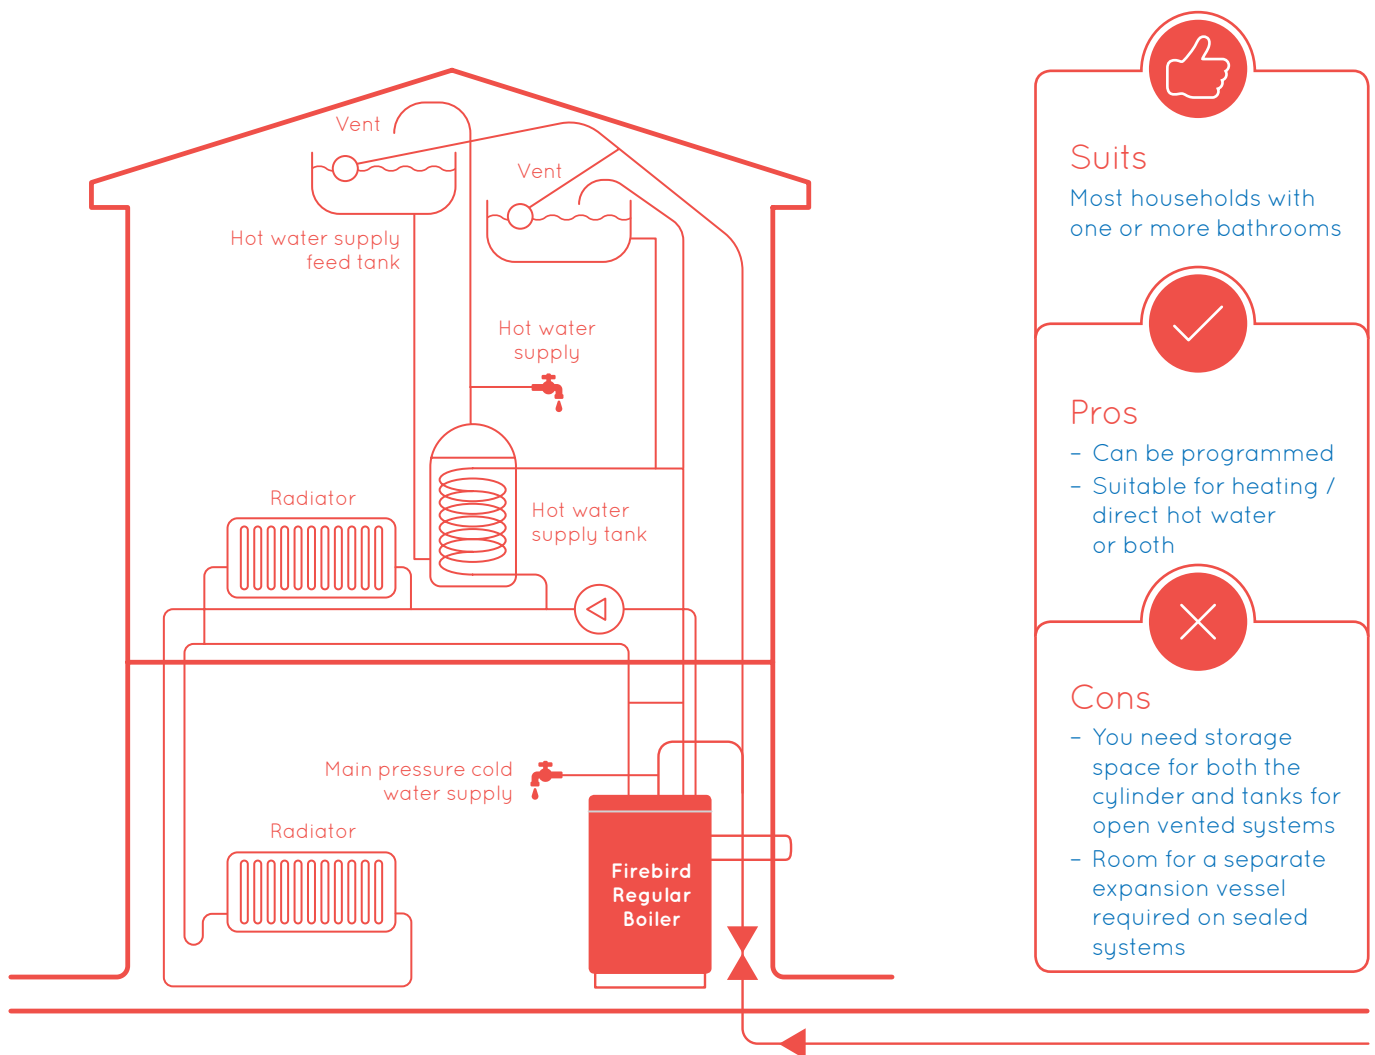 Vent
Vent
Hot water supply
feed tank
Hot water
supply
Radiator
Hot water
supply tank
Main pressure cold
water supply
Radiator
Firebird
Regular
Boiler
Suits
Most households with
one or more bathrooms
Pros
– Can be programmed
– Suitable for heating /
direct hot water
or both
Cons
– You need storage
space for both the
cylinder and tanks for
open vented systems
– Room for a separate
expansion vessel
required on sealed
systems